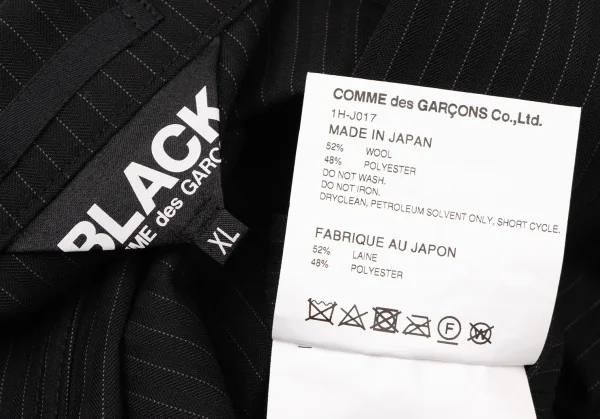 BLACK
COMME des GARÇONS Co.,Ltd.
1H-J017
MADE IN JAPAN
52% WOOL
48% POLYESTER
DO NOT WASH.
DO NOT IRON.
DRYCLEAN, PETROLEUM SOLVENT ONLY, SHORT CYCLE.
FABRIQUE AU JAPON
52% LAINE
48% POLYESTER
F
W
ME des GARÇ
XL